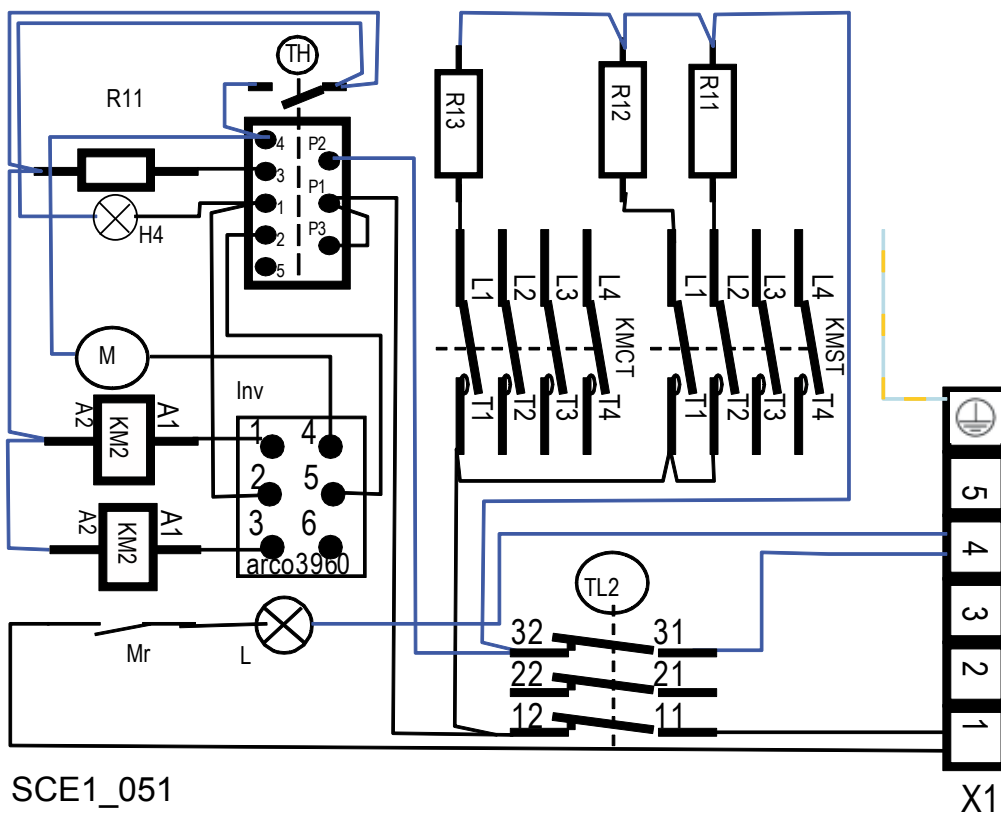 TH
R11
4
P2
3
P1
1
H4
2
P3
5
M
Inv
A2
KM2
A1
1
4
2
5
A2
KM2
A1
3
6
arco3960
Mr
L
R13
R12
R11
L1
L2
L3
L4
KMCT
T1
T2
T3
T4
L1
L2
L3
L4
KMST
T1
T2
T3
T4
TL2
32
31
22
21
12
11
5
4
3
2
1
X1
SCE1_051